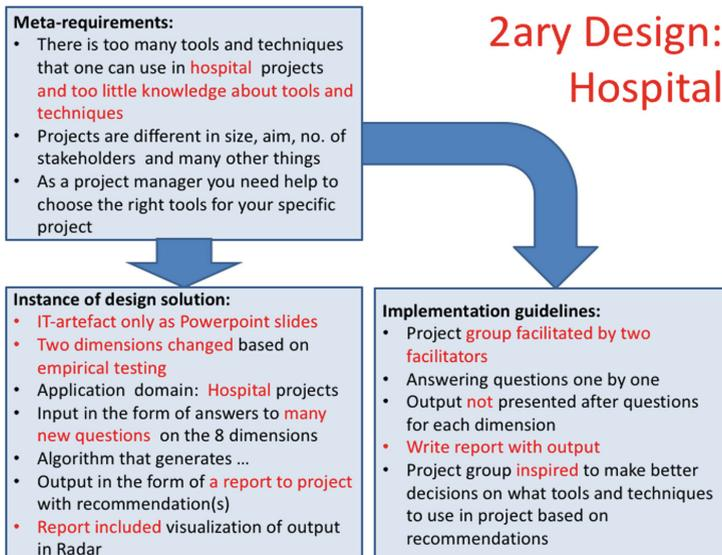 2ary Design:
Hospital
Meta-requirements:
• There is too many tools and techniques
that one can use in hospital projects
and too little knowledge about tools and
techniques
• Projects are different in size, aim, no. of
stakeholders and many other things
• As a project manager you need help to
choose the right tools for your specific
project
Instance of design solution:
• IT-artefact only as Powerpoint slides
• Two dimensions changed based on
empirical testing
• Application domain: Hospital projects
• Input in the form of answers to many
new questions on the 8 dimensions
• Algorithm that generates ...
• Output in the form of a report to project
with recommendation(s)
• Report included visualization of output
in Radar
Implementation guidelines:
• Project group facilitated by two
facilitators
• Answering questions one by one
• Output not presented after questions
for each dimension
• Write report with output
• Project group inspired to make better
decisions on what tools and techniques
to use in project based on
recommendations